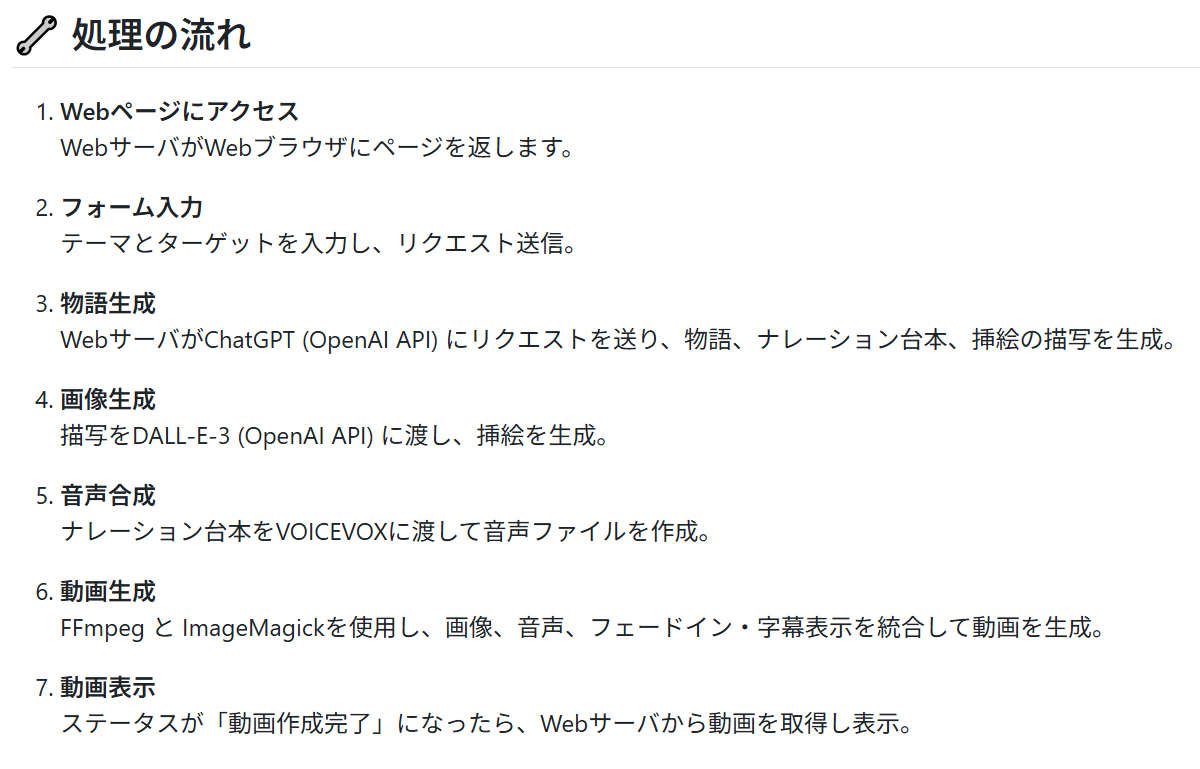 処理の流れ
1. Webページにアクセス
WebサーバがWebブラウザにページを返します。
2. フォーム入力
テーマとターゲットを入力し、リクエスト送信。
3. 物語生成
WebサーバがChatGPT (OpenAI API) にリクエストを送り、物語、ナレーション台本、挿絵の描写を生成。
4. 画像生成
描写をDALL-E-3 (OpenAI API) に渡し、挿絵を生成。
5. 音声合成
ナレーション台本をVOICEVOXに渡して音声ファイルを作成。
6. 動画生成
FFmpeg と ImageMagickを使用し、画像、音声、フェードイン・字幕表示を統合して動画を生成。
7. 動画表示
ステータスが「動画作成完了」になったら、Webサーバから動画を取得し表示。